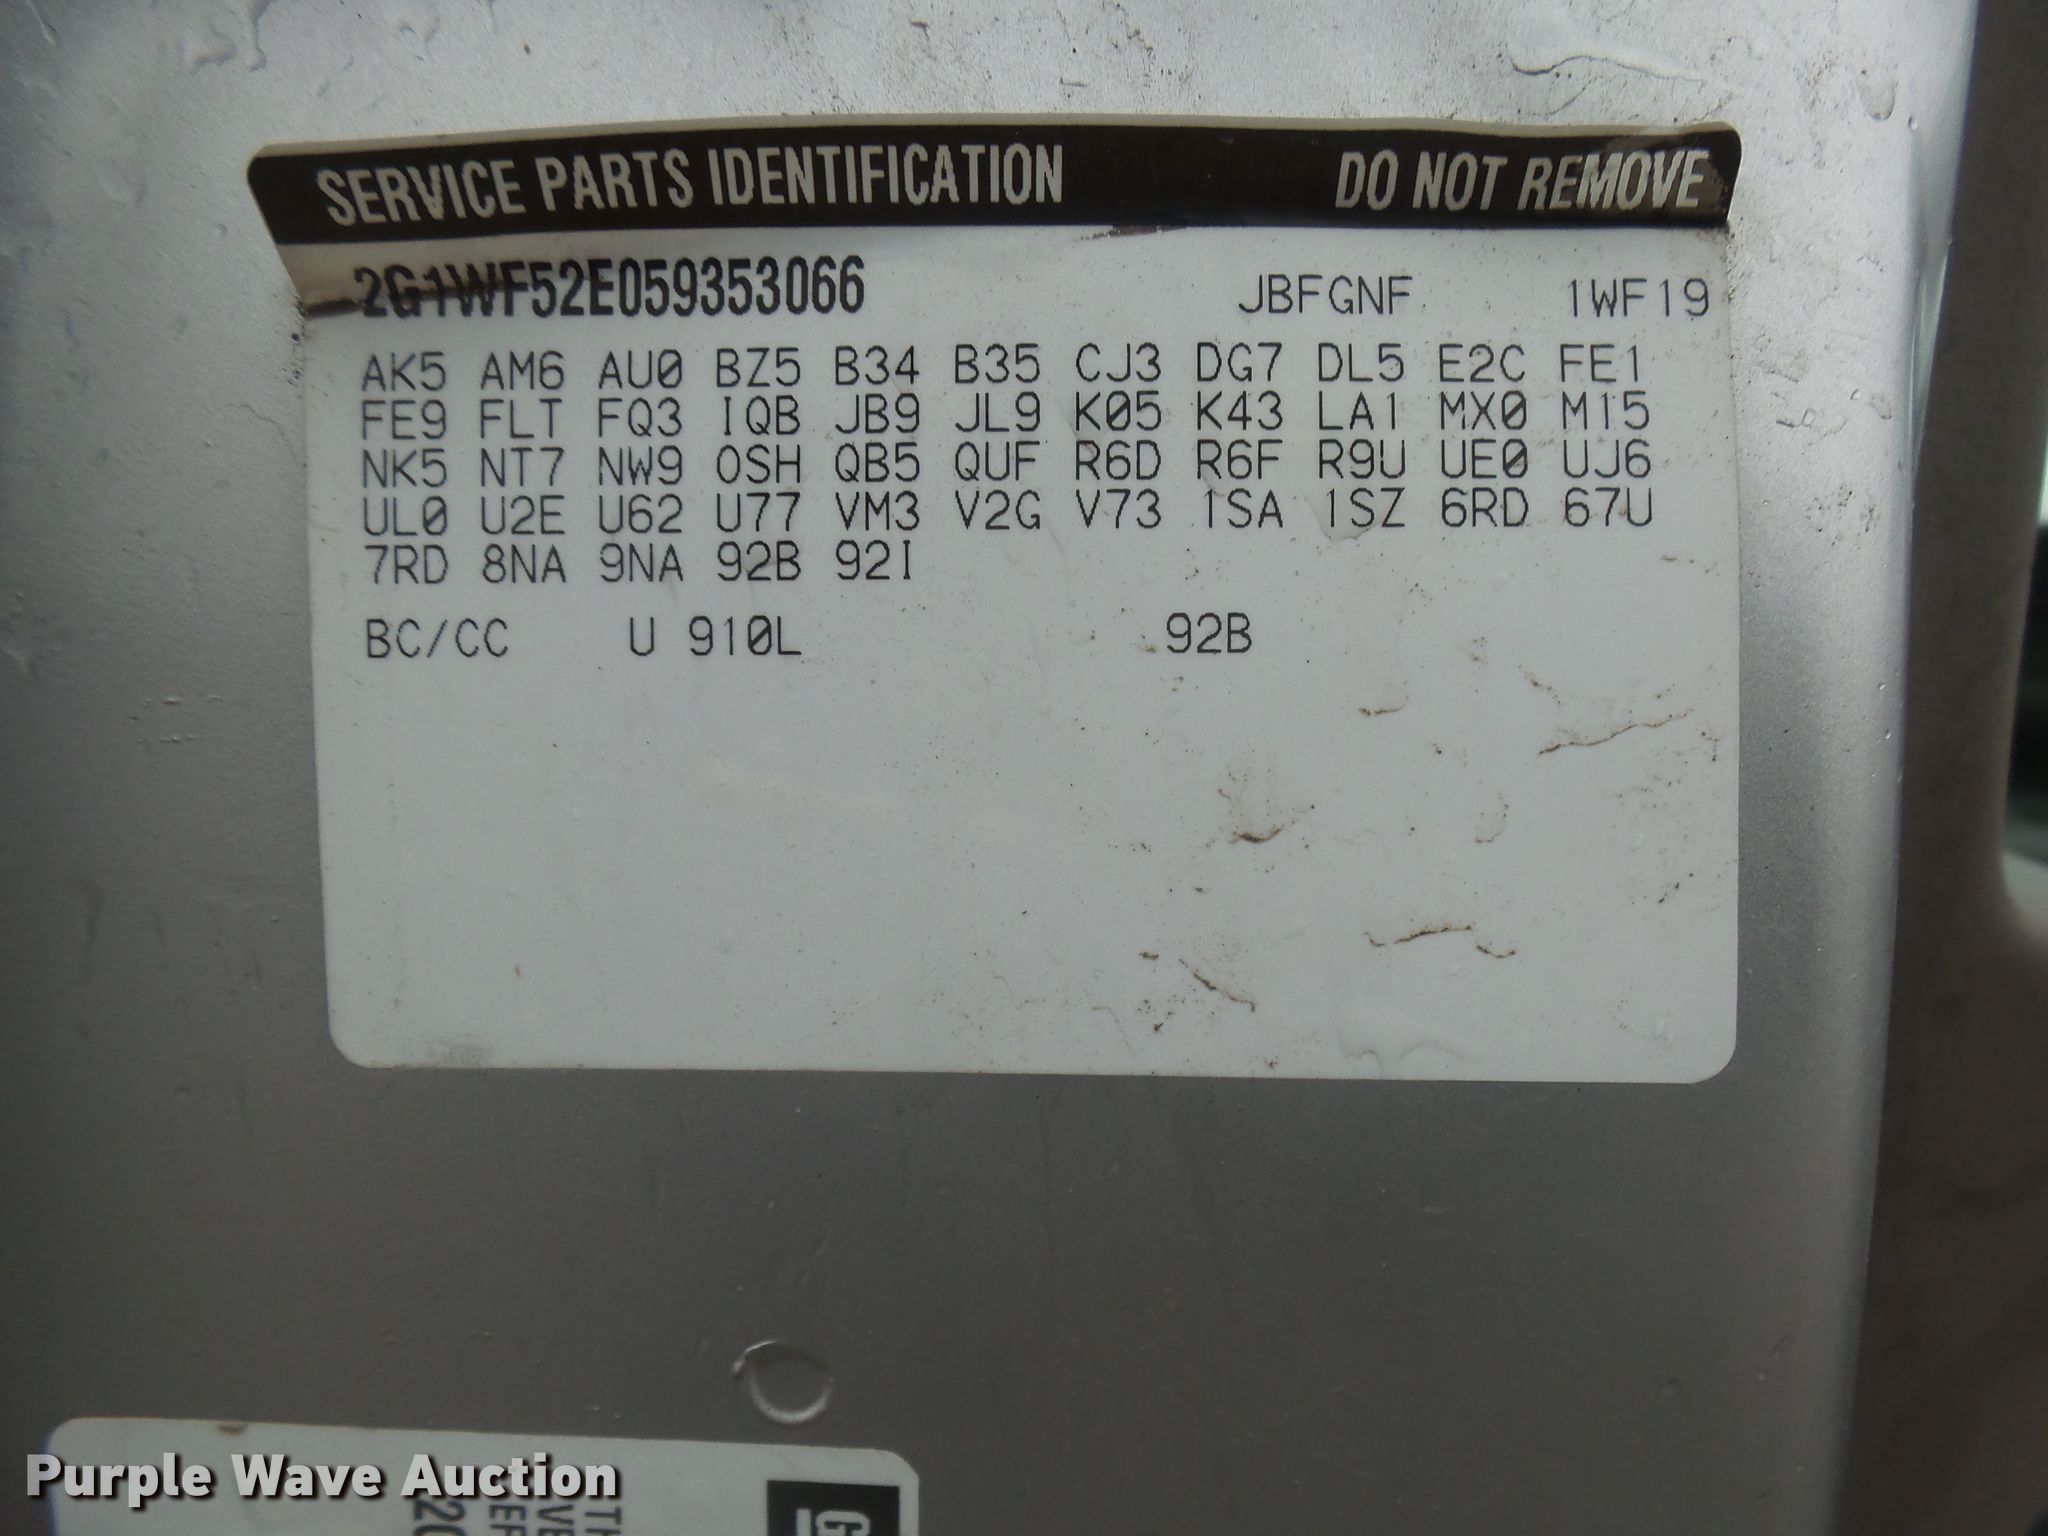 SERVICE PARTS IDENTIFICATION DO NOT REMOVE
2G1WF52E059353066 JBFGNF 1WF19
AK5 AM6 AU0 BZ5 B34 B35 CJ3 DG7 DL5 E2C FE1
FE9 FLT FQ3 IQB JB9 JL9 K05 K43 LA1 MX0 M15
NK5 NT7 NW9 OSH QB5 QUF R6D R6F R9U UE0 UJ6
UL0 U2E U62 U77 VM3 V2G V73 1SA 1SZ 6RD 67U
7RD 8NA 9NA 92B 92I
BC/CC U 910L 92B
Purple Wave Auction